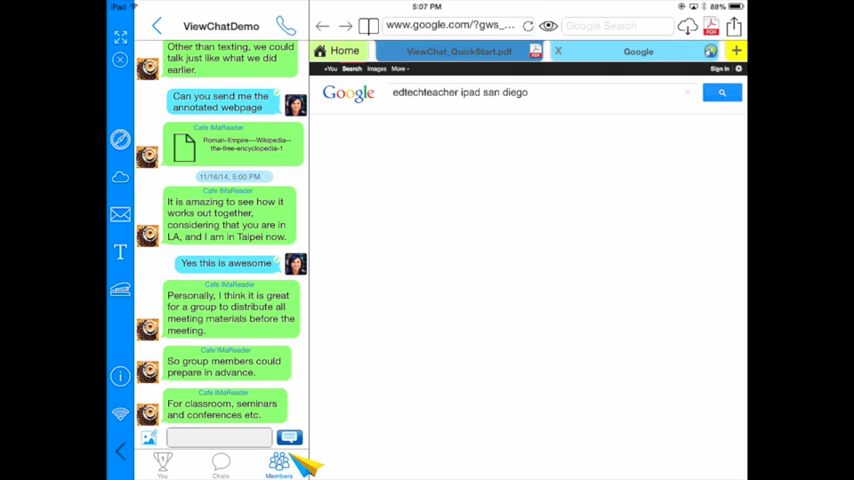 iPad
5:07 PM
88%
ViewChatDemo
www.google.com/?gws_...
Google Search
Home
ViewChat_QuickStart.pdf
X
Google
+You Search Images More
Sign in
Google
edtechteacher ipad san diego
Other than texting, we could
talk just like what we did
earlier.
Can you send me the
annotated webpage
Cafe IMaReader
Roman-Empire---Wikipedia--
the-free-encyclopedia-1
11/16/14, 5:00 PM
Cafe IMaReader
It is amazing to see how it
works out together,
considering that you are in
LA, and I am in Taipei now.
Yes this is awesome
Cafe IMaReader
Personally, I think it is great
for a group to distribute all
meeting materials before the
meeting.
Cafe IMaReader
So group members could
prepare in advance.
Cafe IMaReader
For classroom, seminars
and conferences etc.
You
Chats
Members